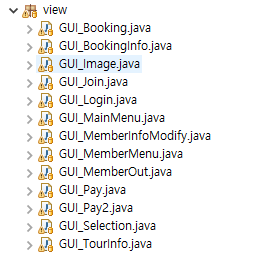 view
GUI_Booking.java
GUI_BookingInfo.java
GUI_Image.java
GUI_Join.java
GUI_Login.java
GUI_MainMenu.java
GUI_MemberInfoModify.java
GUI_MemberMenu.java
GUI_MemberOut.java
GUI_Pay.java
GUI_Pay2.java
GUI_Selection.java
GUI_TourInfo.java